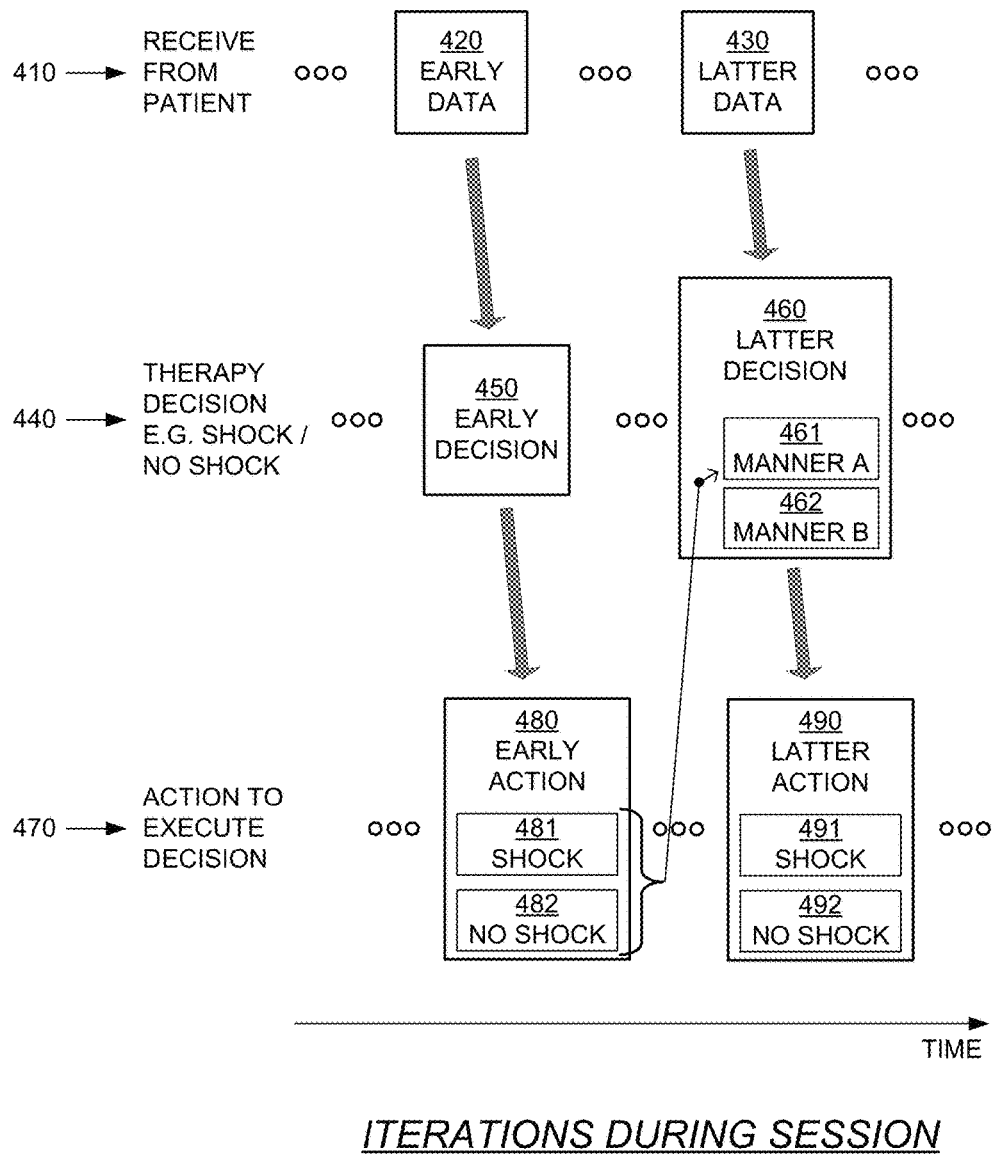 410
RECEIVE
FROM
PATIENT
420
EARLY
DATA
430
LATTER
DATA
440
THERAPY
DECISION
E.G. SHOCK /
NO SHOCK
450
EARLY
DECISION
460
LATTER
DECISION
461
MANNER A
462
MANNER B
470
ACTION TO
EXECUTE
DECISION
480
EARLY
ACTION
481
SHOCK
482
NO SHOCK
490
LATTER
ACTION
491
SHOCK
492
NO SHOCK
TIME
ITERATIONS DURING SESSION